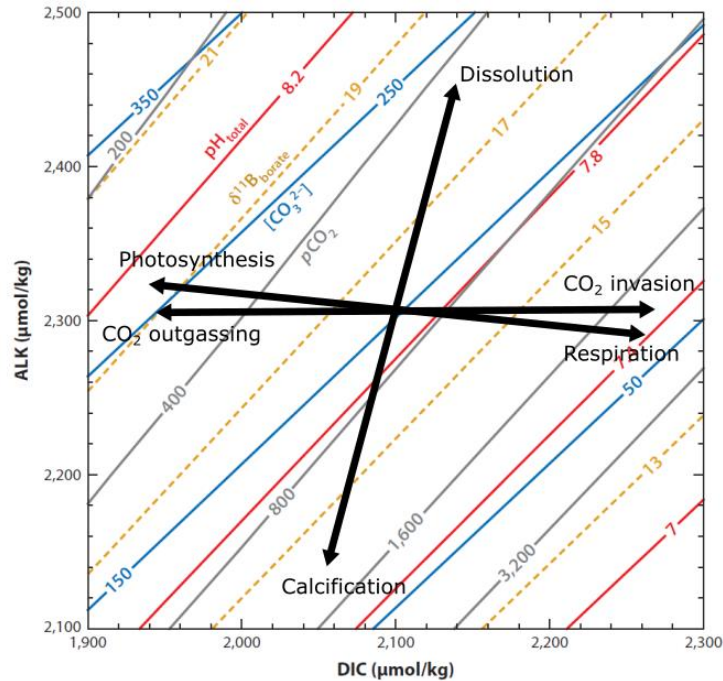 2,500
2,400
2,300
2,200
2,100
ALK (µmol/kg)
1,900
2,000
2,100
2,200
2,300
DIC (µmol/kg)
350
21
200
8.2
pHtotal
19
δ11Bborate
250
[CO32–]
pCO2
Dissolution
17
7.8
15
Photosynthesis
CO2 invasion
CO2 outgassing
Respiration
50
400
800
1,600
13
150
Calcification
3,200
7